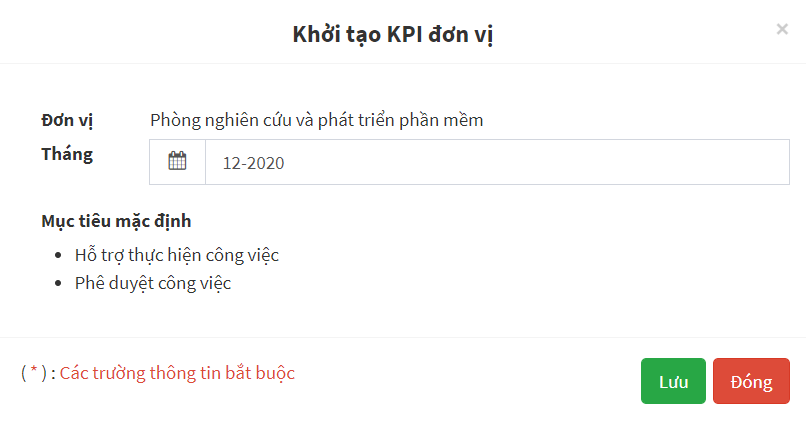 Khởi tạo KPI đơn vị
×
Đơn vị Phòng nghiên cứu và phát triển phần mềm
Tháng 12-2020
Mục tiêu mặc định
• Hỗ trợ thực hiện công việc
• Phê duyệt công việc
( * ) : Các trường thông tin bắt buộc
Lưu Đóng